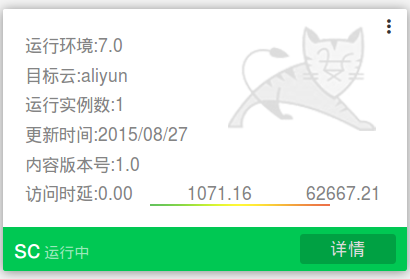 运行环境:7.0
目标云:aliyun
运行实例数:1
更新时间:2015/08/27
内容版本号:1.0
访问时延:0.00 1071.16 62667.21
SC 运行中 详情